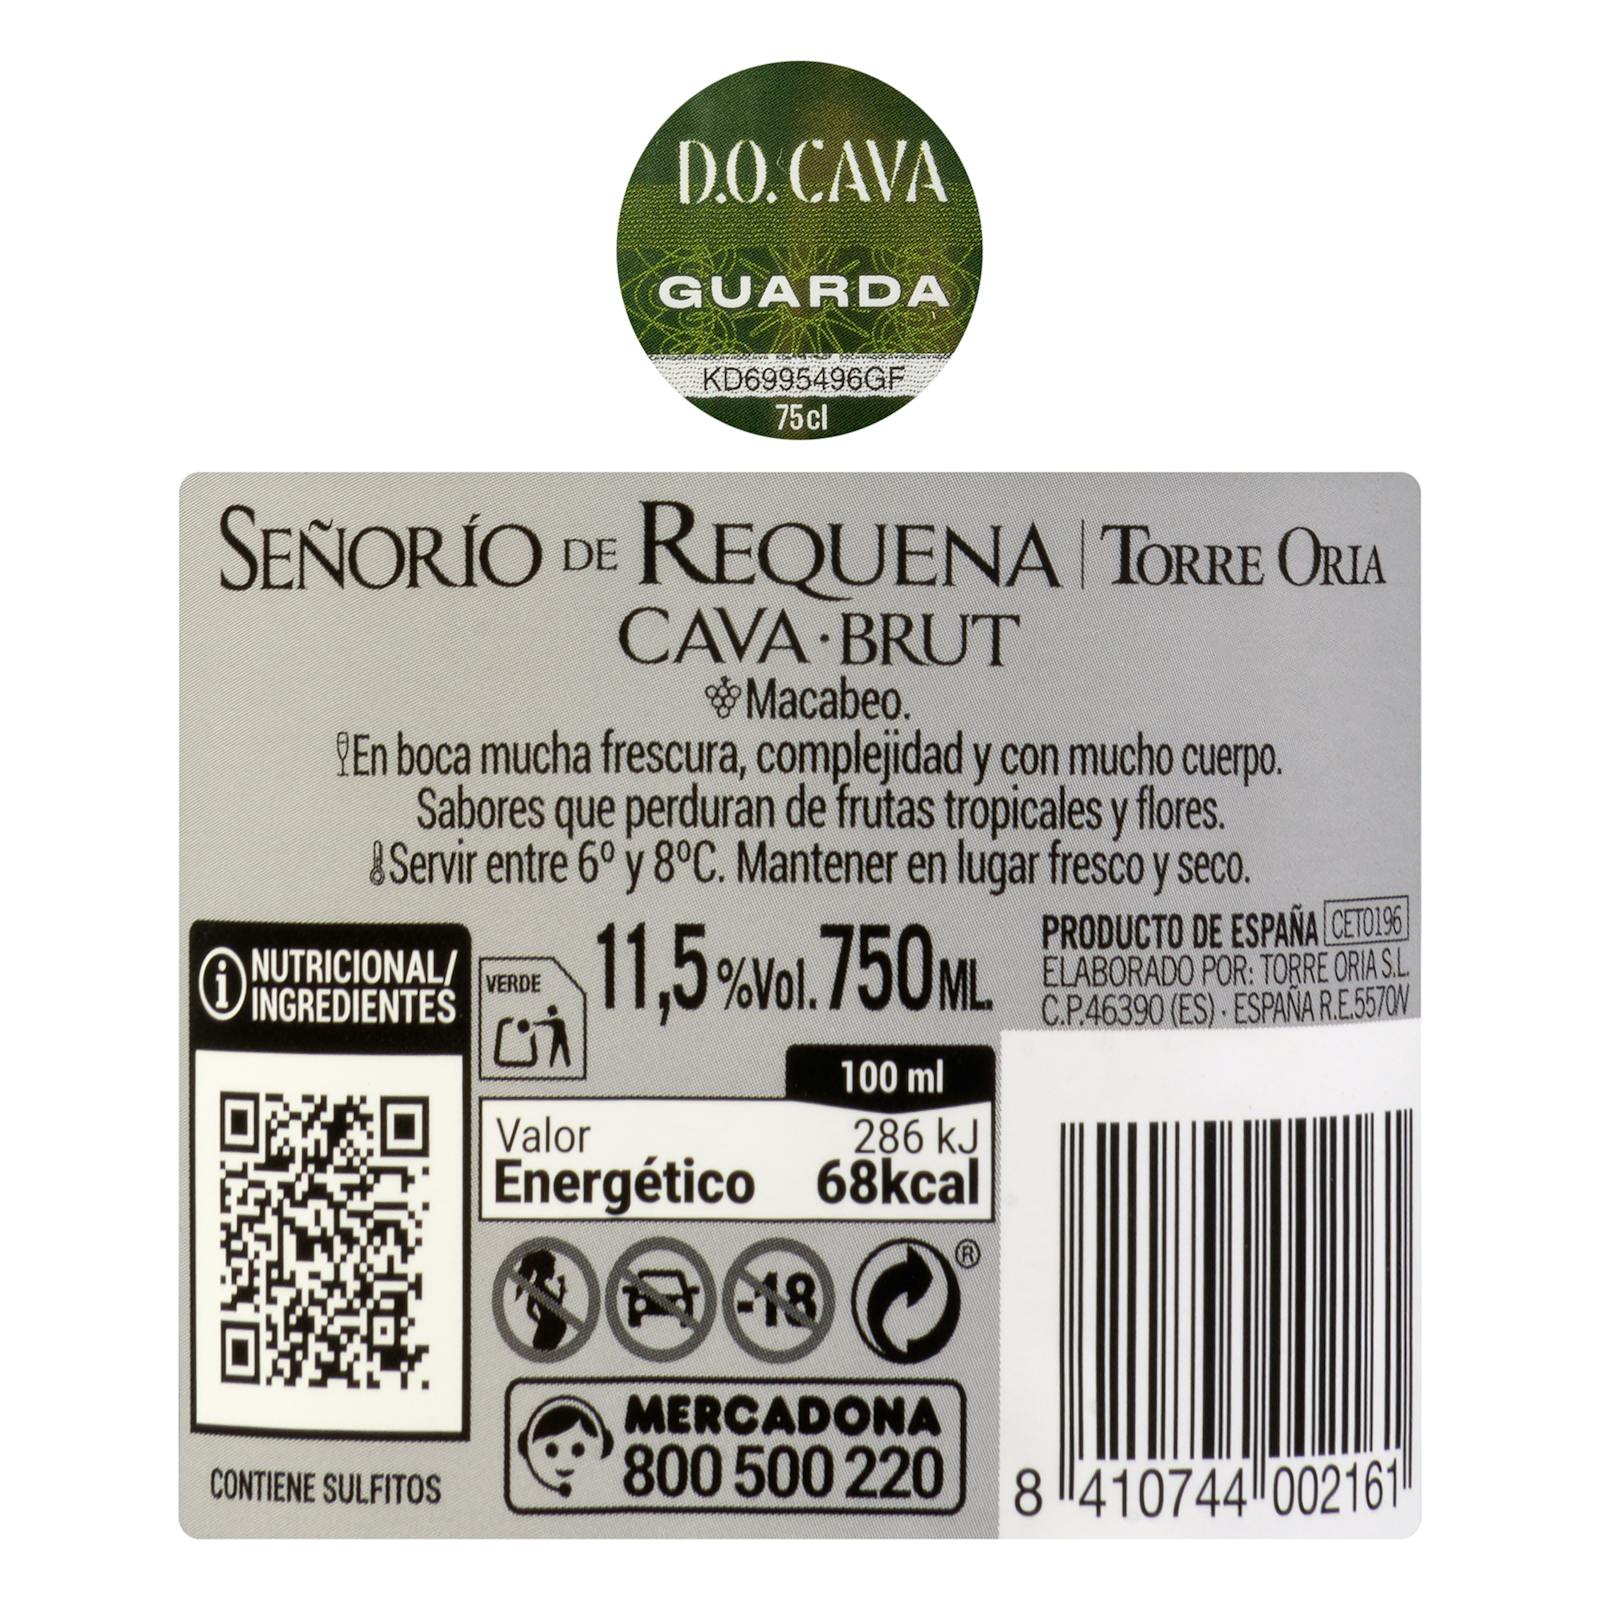 D.O. CAVA
GUARDA
KD6995496GF
75cl
SEÑORÍO DE REQUENA | TORRE ORIA
CAVA · BRUT
Macabeo.
En boca mucha frescura, complejidad y con mucho cuerpo.
Sabores que perduran de frutas tropicales y flores.
Servir entre 6º y 8ºC. Mantener en lugar fresco y seco.
NUTRICIONAL/
INGREDIENTES
CONTIENE SULFITOS
VERDE
11,5 %Vol. 750 ML.
PRODUCTO DE ESPAÑA CET0196
ELABORADO POR: TORRE ORIA S.L.
C.P.46390 (ES) · ESPAÑA R.E.5570/V
100 ml
Valor 286 kJ
Energético 68kcal
-18
®
MERCADONA
800 500 220
8 410744 002161